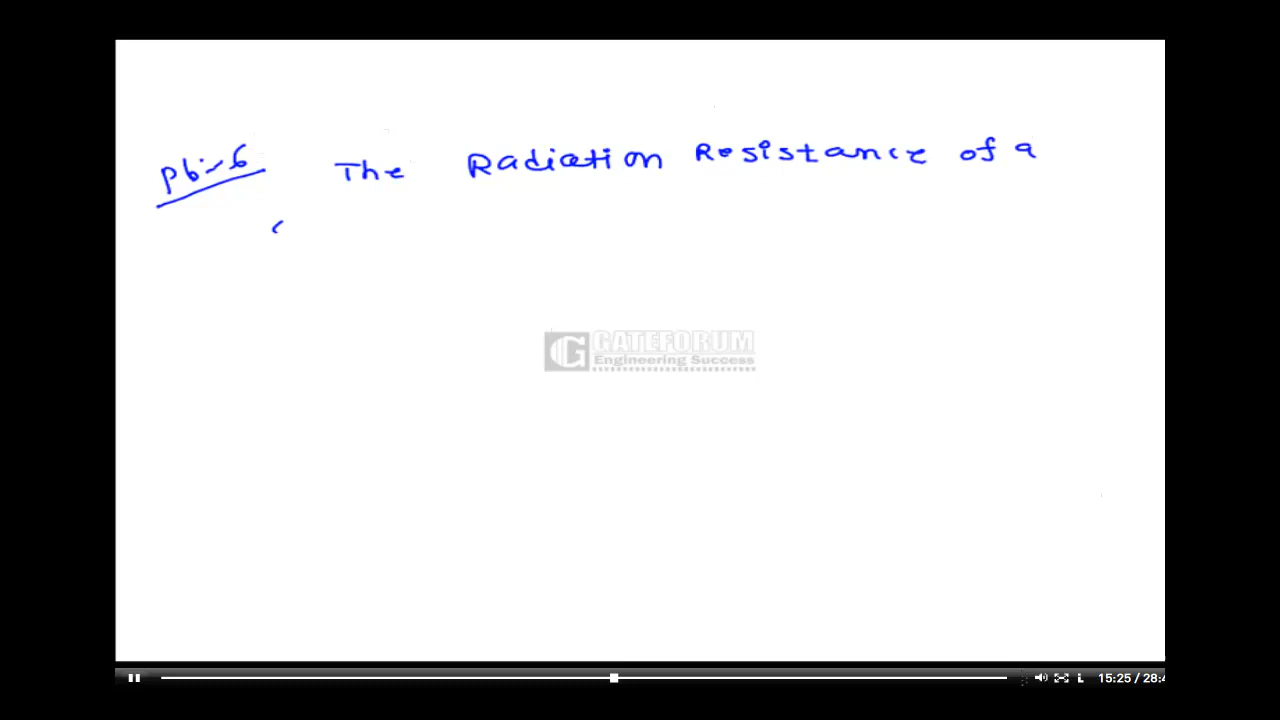 Pb:-6 The Radiation Resistance of a
GATEFORUM
Engineering Success
15:25 / 28:4